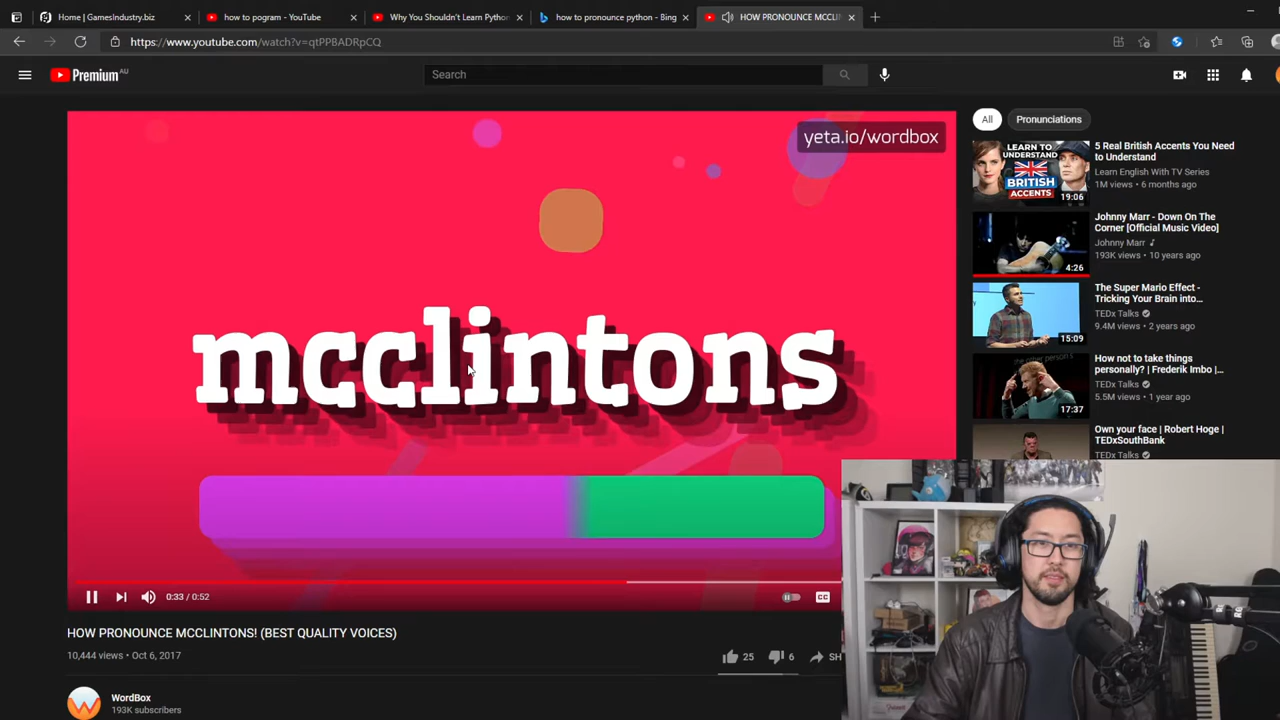 Home | GamesIndustry.biz
how to pogram - YouTube
Why You Shouldn't Learn Python
how to pronounce python - Bing
HOW PRONOUNCE MCCLIN
https://www.youtube.com/watch?v=qtPPBADRpCQ
Premium AU
Search
yeta.io/wordbox
mcclintons
0:33 / 0:52
CC
HOW PRONOUNCE MCCLINTONS! (BEST QUALITY VOICES)
10,444 views • Oct 6, 2017
25
6
SH
WordBox
193K subscribers
All
Pronunciations
LEARN TO
UNDERSTAND
BRITISH
ACCENTS
19:06
5 Real British Accents You Need
to Understand
Learn English With TV Series
1M views • 6 months ago
4:26
Johnny Marr - Down On The
Corner [Official Music Video]
Johnny Marr
193K views • 10 years ago
15:09
The Super Mario Effect -
Tricking Your Brain into...
TEDx Talks
9.4M views • 2 years ago
17:37
How not to take things
personally? | Frederik Imbo |...
TEDx Talks
5.5M views • 1 year ago
Own your face | Robert Hoge |
TEDxSouthBank
TEDx Talks